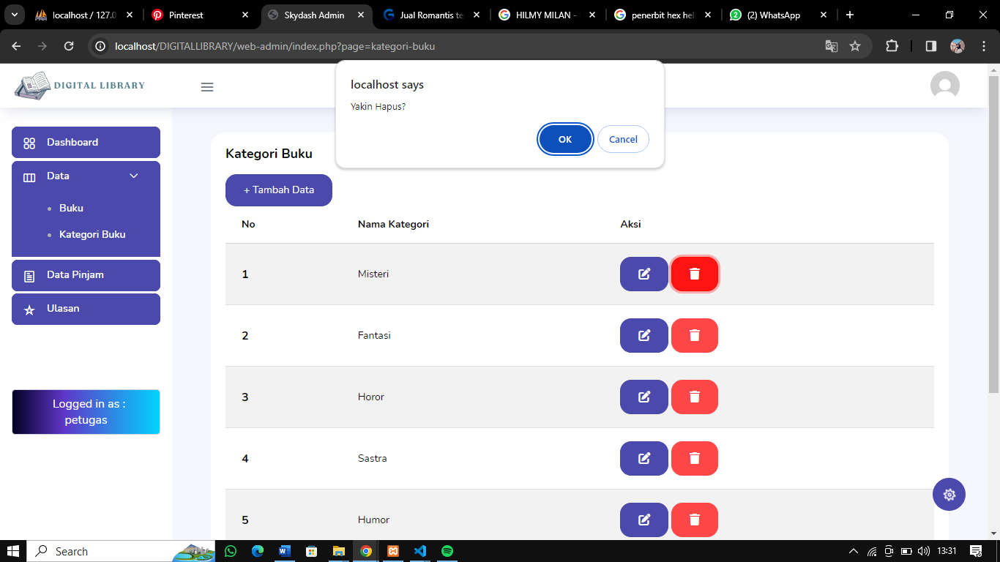 localhost / 127.0
Pinterest
Skydash Admin
Jual Romantis te
HILMY MILAN -
penerbit hex hel
(2) WhatsApp
localhost/DIGITALLIBRARY/web-admin/index.php?page=kategori-buku
DIGITAL LIBRARY
localhost says
Yakin Hapus?
OK
Cancel
Dashboard
Data
Buku
Kategori Buku
Data Pinjam
Ulasan
Logged in as :
petugas
Kategori Buku
+ Tambah Data
No Nama Kategori Aksi
1 Misteri
2 Fantasi
3 Horor
4 Sastra
5 Humor
Search
13:31